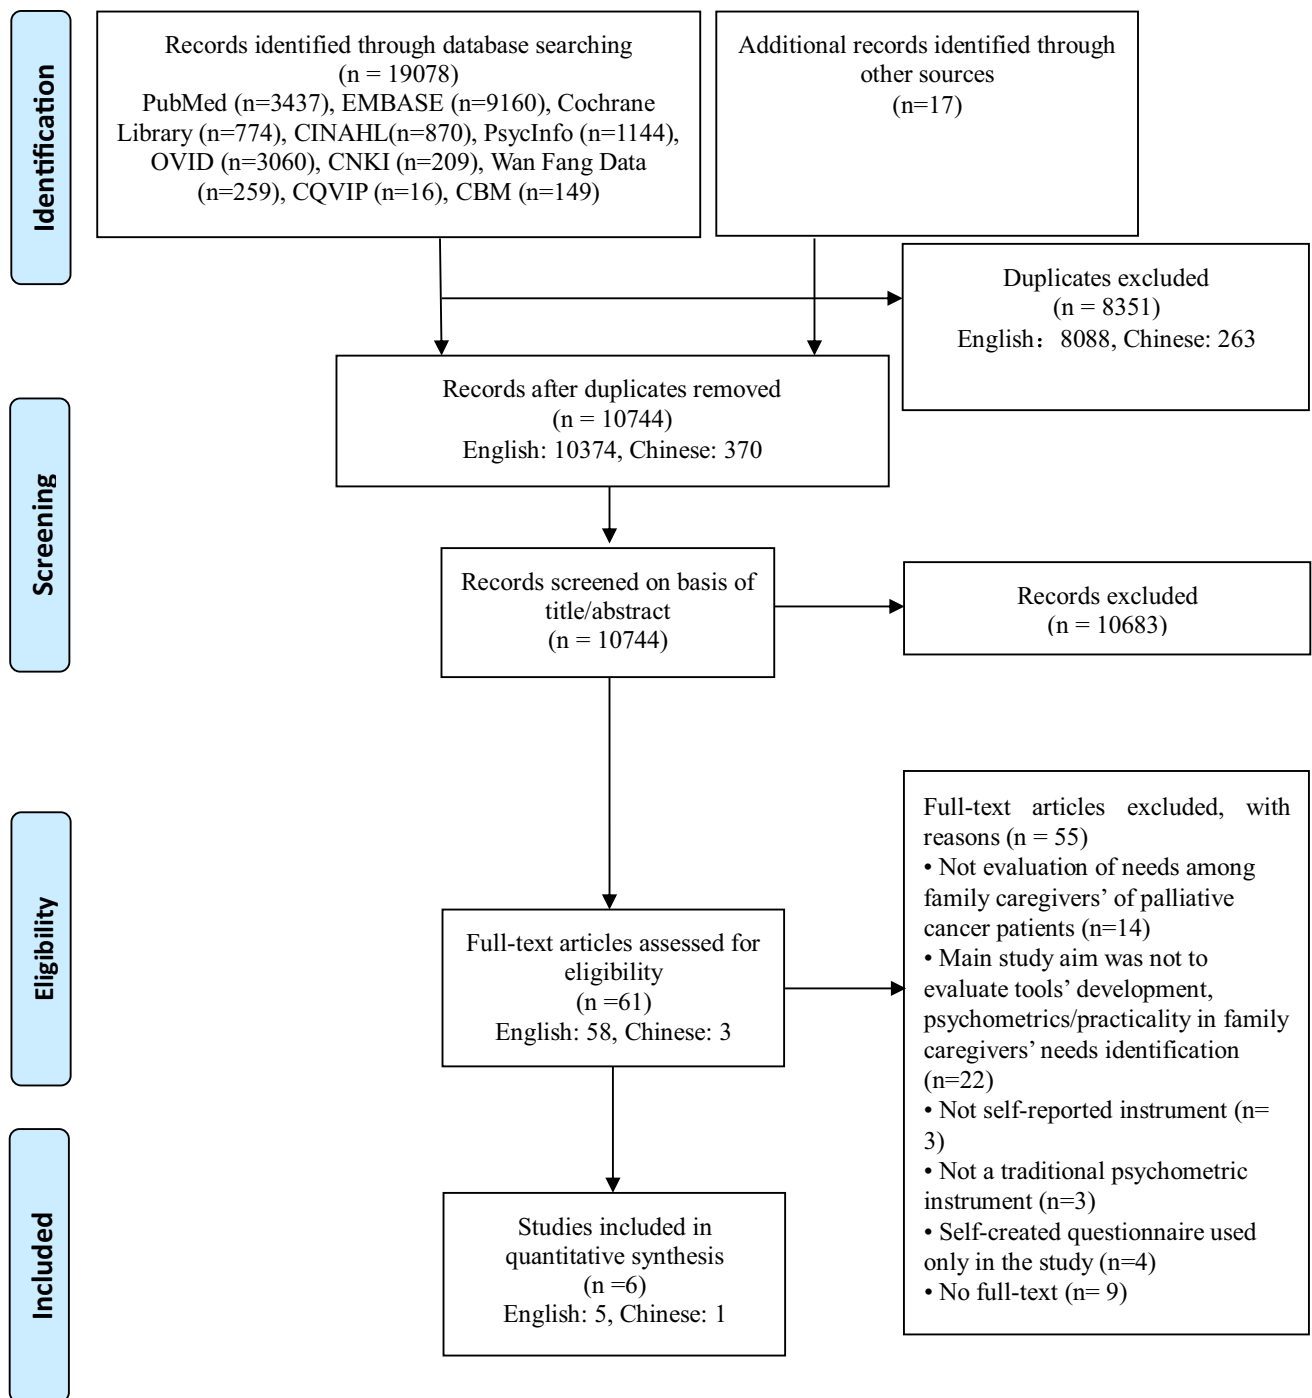 Identification
Records identified through database searching
(n = 19078)
PubMed (n=3437), EMBASE (n=9160), Cochrane
Library (n=774), CINAHL(n=870), PsycInfo (n=1144),
OVID (n=3060), CNKI (n=209), Wan Fang Data
(n=259), CQVIP (n=16), CBM (n=149)
Additional records identified through
other sources
(n=17)
Duplicates excluded
(n = 8351)
English：8088, Chinese: 263
Screening
Records after duplicates removed
(n = 10744)
English: 10374, Chinese: 370
Records screened on basis of
title/abstract
(n = 10744)
Records excluded
(n = 10683)
Eligibility
Full-text articles assessed for
eligibility
(n =61)
English: 58, Chinese: 3
Full-text articles excluded, with
reasons (n = 55)
• Not evaluation of needs among
family caregivers’ of palliative
cancer patients (n=14)
• Main study aim was not to
evaluate tools’ development,
psychometrics/practicality in family
caregivers’ needs identification
(n=22)
• Not self-reported instrument (n=
3)
• Not a traditional psychometric
instrument (n=3)
• Self-created questionnaire used
only in the study (n=4)
• No full-text (n= 9)
Included
Studies included in
quantitative synthesis
(n =6)
English: 5, Chinese: 1